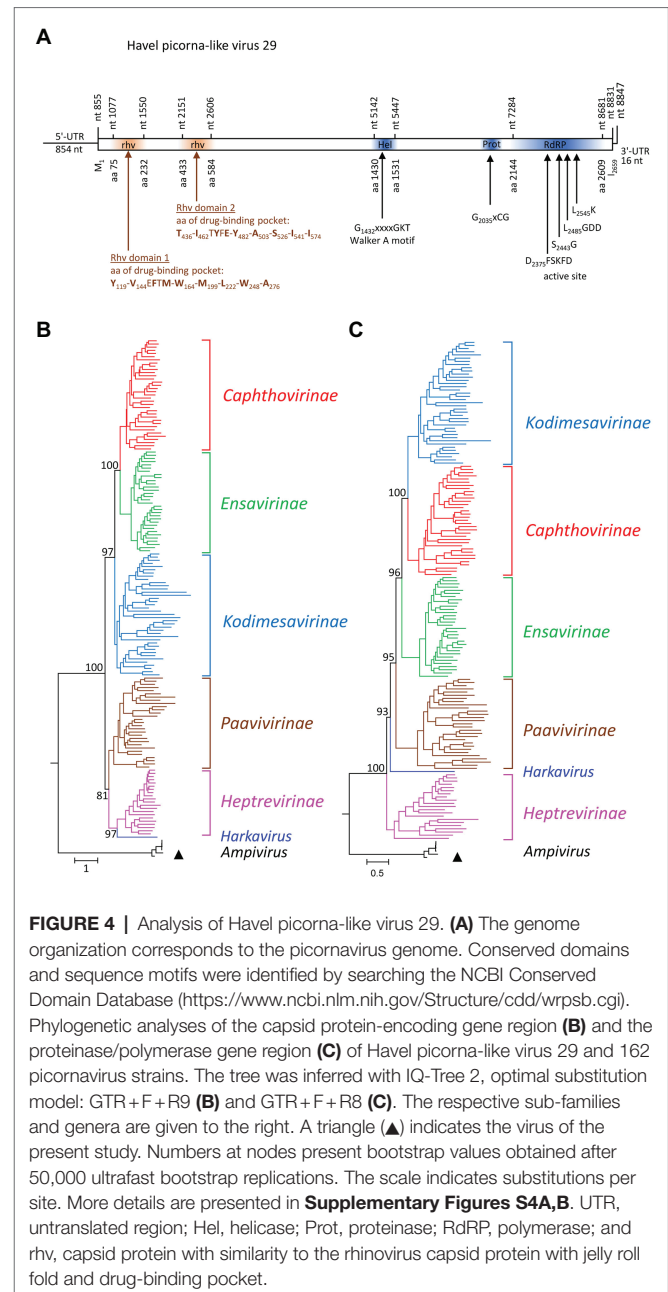 A
Havel picorna-like virus 29
nt 855
nt 1077
nt 1550
nt 2151
nt 2606
nt 5142
nt 5447
nt 7284
nt 8681
nt 8831
nt 8847
5'-UTR
854 nt
rhv
rhv
Hel
Prot
RdRP
3'-UTR
16 nt
M1
aa 75
aa 232
aa 433
aa 584
aa 1430
aa 1531
aa 2144
aa 2609
I2659
Rhv domain 2
aa of drug-binding pocket:
T436-I462TYFE-Y482-A503-S526-I541-I574
Rhv domain 1
aa of drug-binding pocket:
Y119-V144EFTM-W164-M199-L222-W248-A276
G1432xxxxGKT
Walker A motif
G2035xCG
L2545K
L2485GDD
S2443G
D2375FSKFD
active site
B
Caphthovirinae
Ensavirinae
Kodimesavirinae
Paavivirinae
Heptrevirinae
Harkavirus
Ampivirus
▲
100
97
100
81
97
1
C
Kodimesavirinae
Caphthovirinae
Ensavirinae
Paavivirinae
Harkavirus
Heptrevirinae
Ampivirus
▲
100
96
95
93
100
0.5
FIGURE 4 | Analysis of Havel picorna-like virus 29. (A) The genome
organization corresponds to the picornavirus genome. Conserved domains
and sequence motifs were identified by searching the NCBI Conserved
Domain Database (https://www.ncbi.nlm.nih.gov/Structure/cdd/wrpsb.cgi).
Phylogenetic analyses of the capsid protein-encoding gene region (B) and the
proteinase/polymerase gene region (C) of Havel picorna-like virus 29 and 162
picornavirus strains. The tree was inferred with IQ-Tree 2, optimal substitution
model: GTR+F+R9 (B) and GTR+F+R8 (C). The respective sub-families
and genera are given to the right. A triangle (▲) indicates the virus of the
present study. Numbers at nodes present bootstrap values obtained after
50,000 ultrafast bootstrap replications. The scale indicates substitutions per
site. More details are presented in Supplementary Figures S4A,B. UTR,
untranslated region; Hel, helicase; Prot, proteinase; RdRP, polymerase; and
rhv, capsid protein with similarity to the rhinovirus capsid protein with jelly roll
fold and drug-binding pocket.